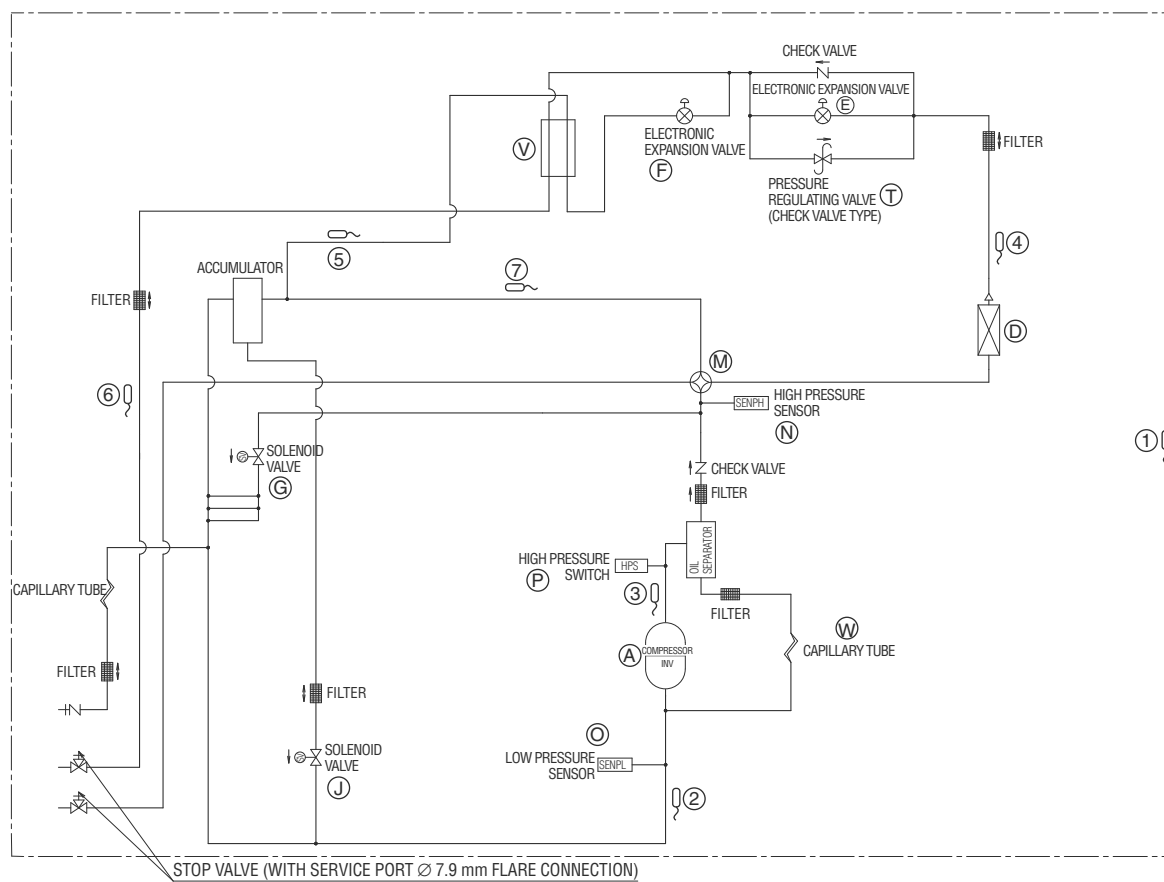 CHECK VALVE
ELECTRONIC EXPANSION VALVE
E
ELECTRONIC
EXPANSION VALVE
F
V
FILTER
PRESSURE
REGULATING VALVE
(CHECK VALVE TYPE)
T
4
5
ACCUMULATOR
7
FILTER
D
M
6
SENPH
HIGH PRESSURE
SENSOR
N
1
SOLENOID
VALVE
G
CHECK VALVE
FILTER
OIL
SEPARATOR
HIGH PRESSURE
SWITCH
P
HPS
CAPILLARY TUBE
3
FILTER
W
CAPILLARY TUBE
A
COMPRESSOR
INV
FILTER
FILTER
O
LOW PRESSURE
SENSOR
SENPL
SOLENOID
VALVE
J
2
STOP VALVE (WITH SERVICE PORT Ø 7.9 mm FLARE CONNECTION)